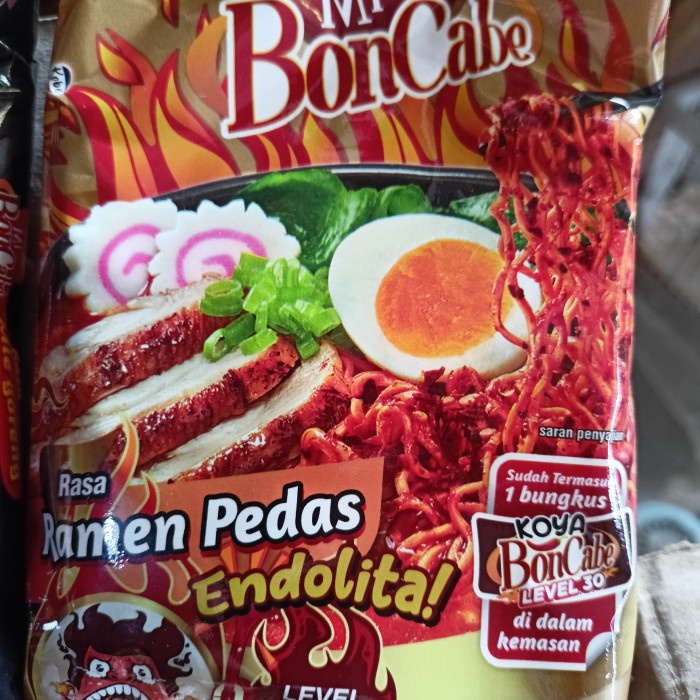 Mi
BonCabe
saran penyajian
Rasa
Ramen Pedas
Endolita!
Sudah Termasuk
1 bungkus
KOYA
BonCabe
LEVEL 30
di dalam
kemasan
LEVEL